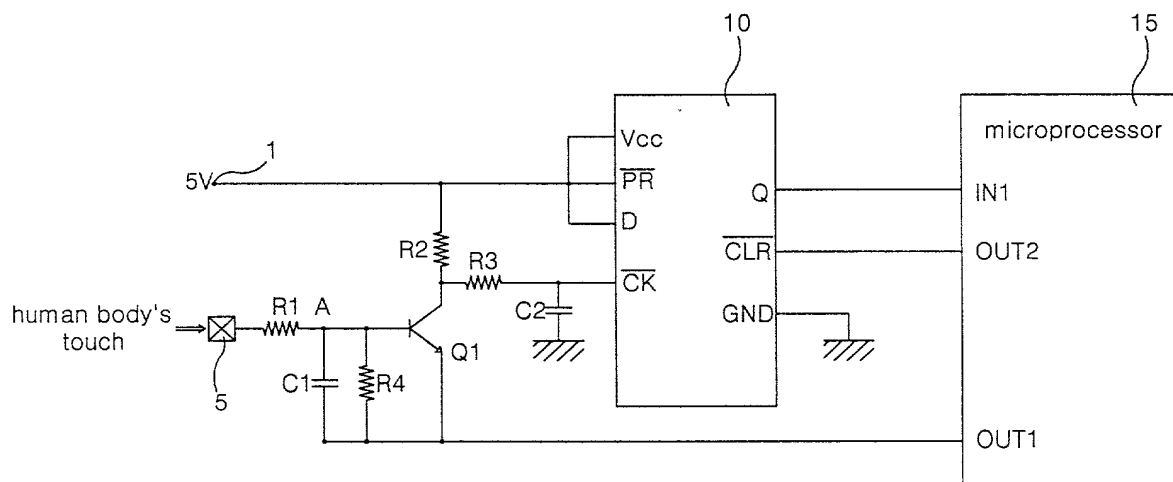 10
15
microprocessor
Vcc
1
5V
PR
Q
IN1
D
R2
CLR
OUT2
R3
CK
human body's
touch
R1
A
C2
GND
Q1
5
C1
R4
OUT1